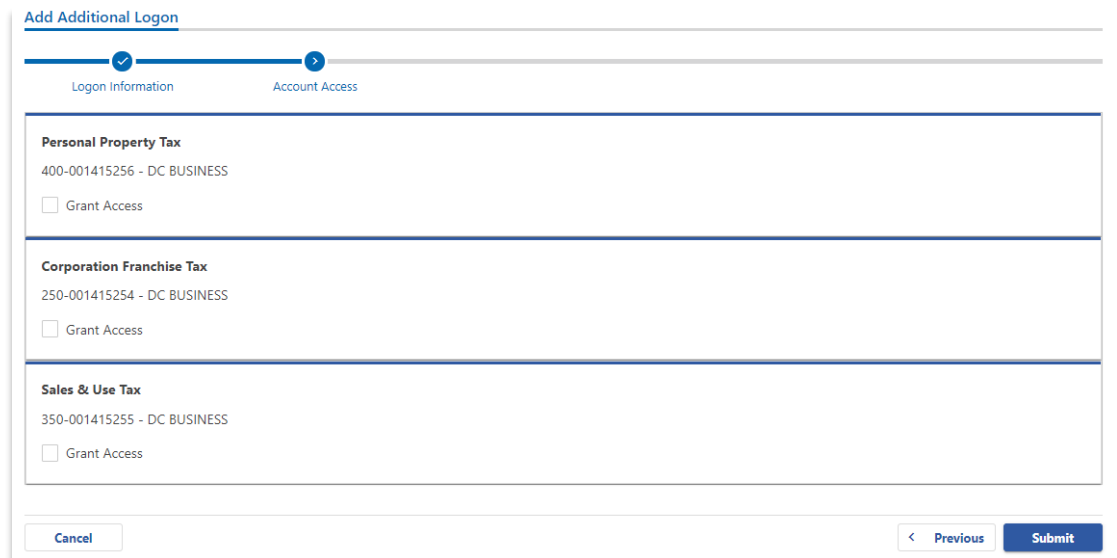 Add Additional Logon
Logon Information
Account Access
Personal Property Tax
400-001415256 - DC BUSINESS
Grant Access
Corporation Franchise Tax
250-001415254 - DC BUSINESS
Grant Access
Sales & Use Tax
350-001415255 - DC BUSINESS
Grant Access
Cancel
Previous
Submit